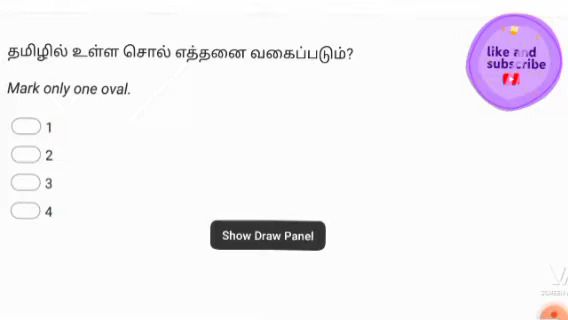 தமிழில் உள்ள சொல் எத்தனை வகைப்படும்?
like and
subscribe
Mark only one oval.
1
2
3
4
Show Draw Panel